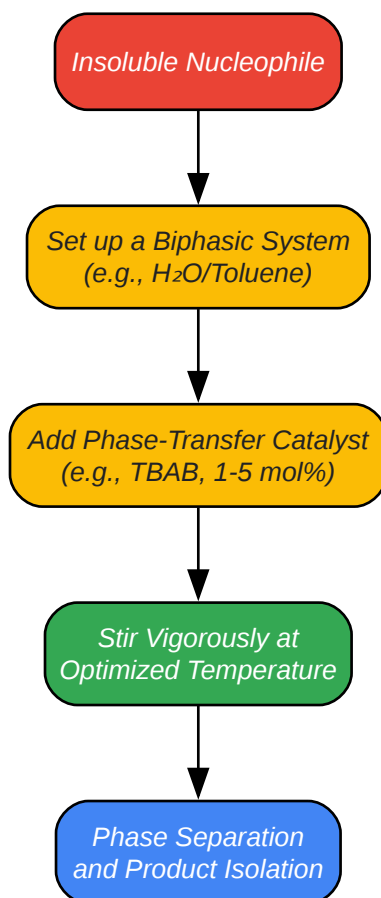 Insoluble Nucleophile
Set up a Biphasic System
(e.g., H₂O/Toluene)
Add Phase-Transfer Catalyst
(e.g., TBAB, 1-5 mol%)
Stir Vigorously at
Optimized Temperature
Phase Separation
and Product Isolation